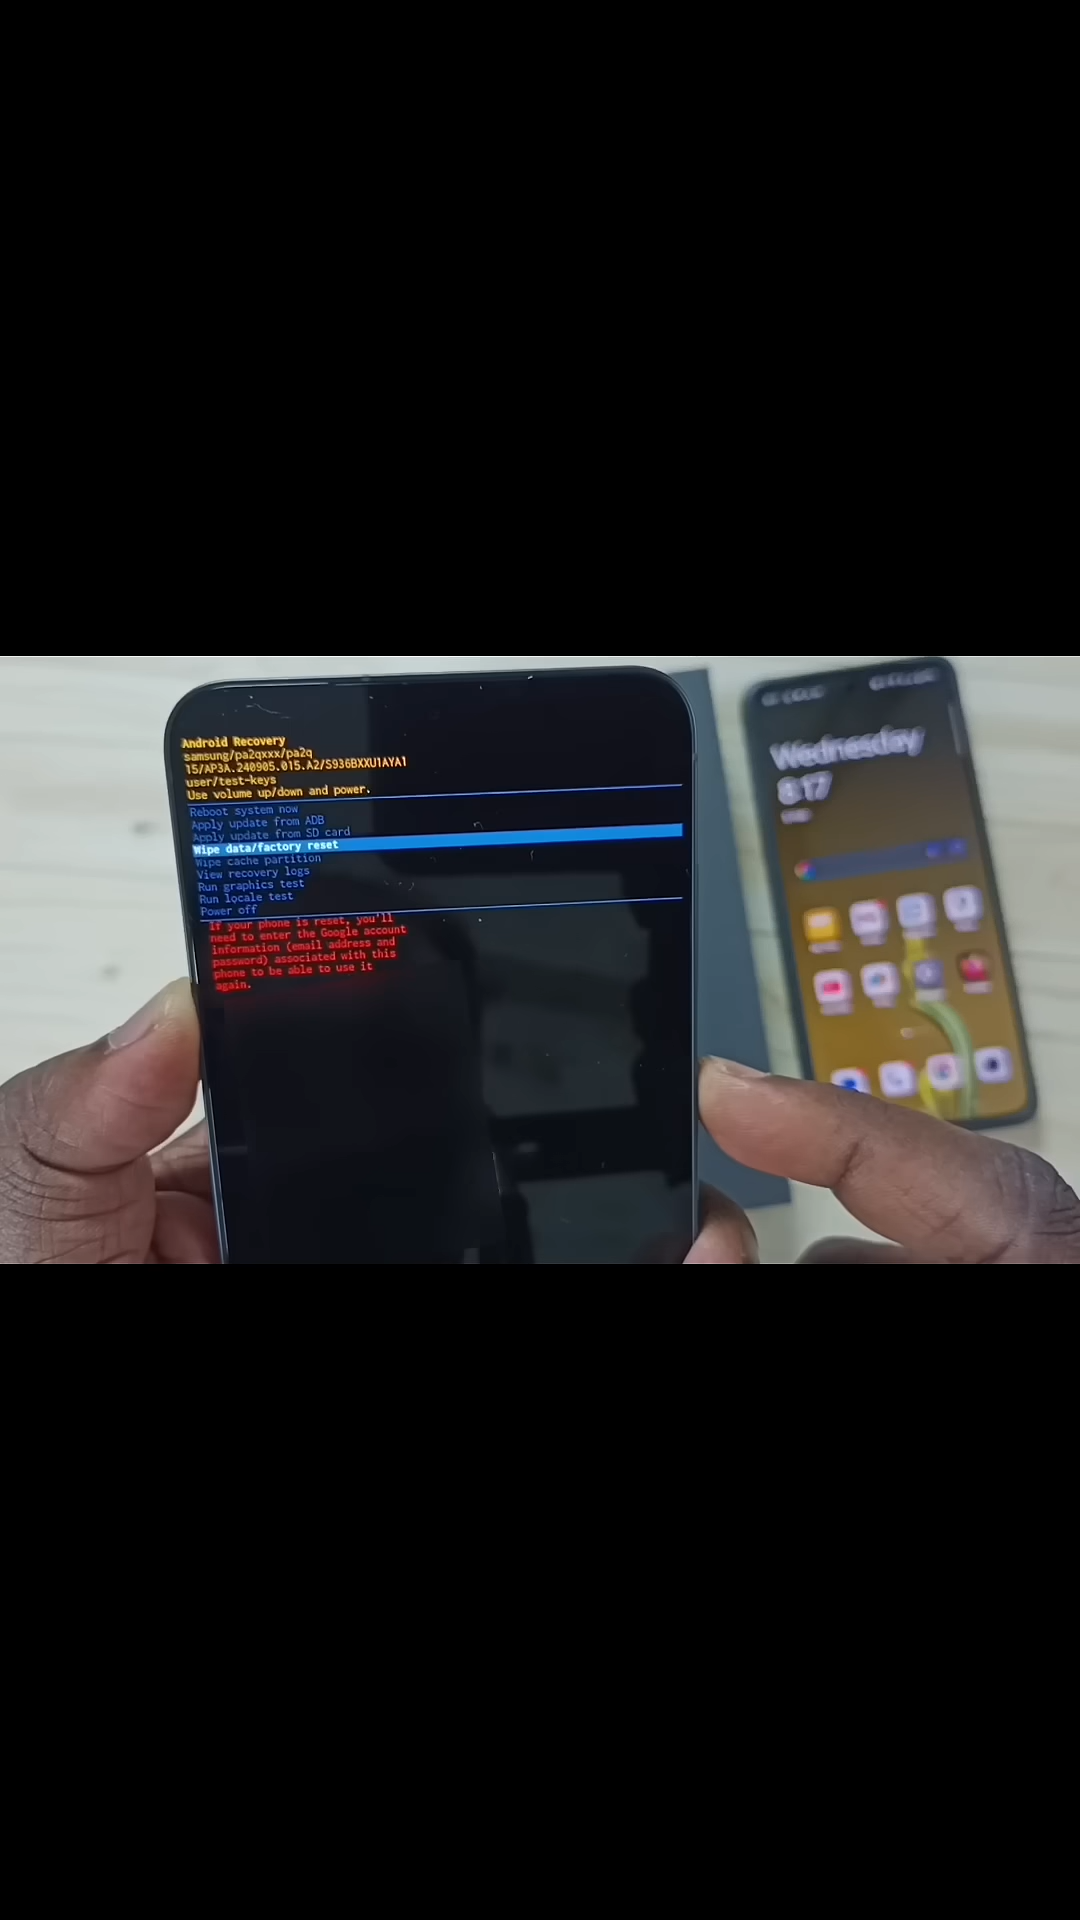 Android Recovery
samsung/pa2qxxx/pa2q
15/AP3A.240905.015.A2/S936BXXU1AYA1
user/test-keys
Use volume up/down and power.
Reboot system now
Apply update from ADB
Apply update from SD card
Wipe data/factory reset
Wipe cache partition
View recovery logs
Run graphics test
Run locale test
Power off
If your phone is reset, you'll
need to enter the Google account
information (email address and
password) associated with this
phone to be able to use it
again.
Wednesday
8:17